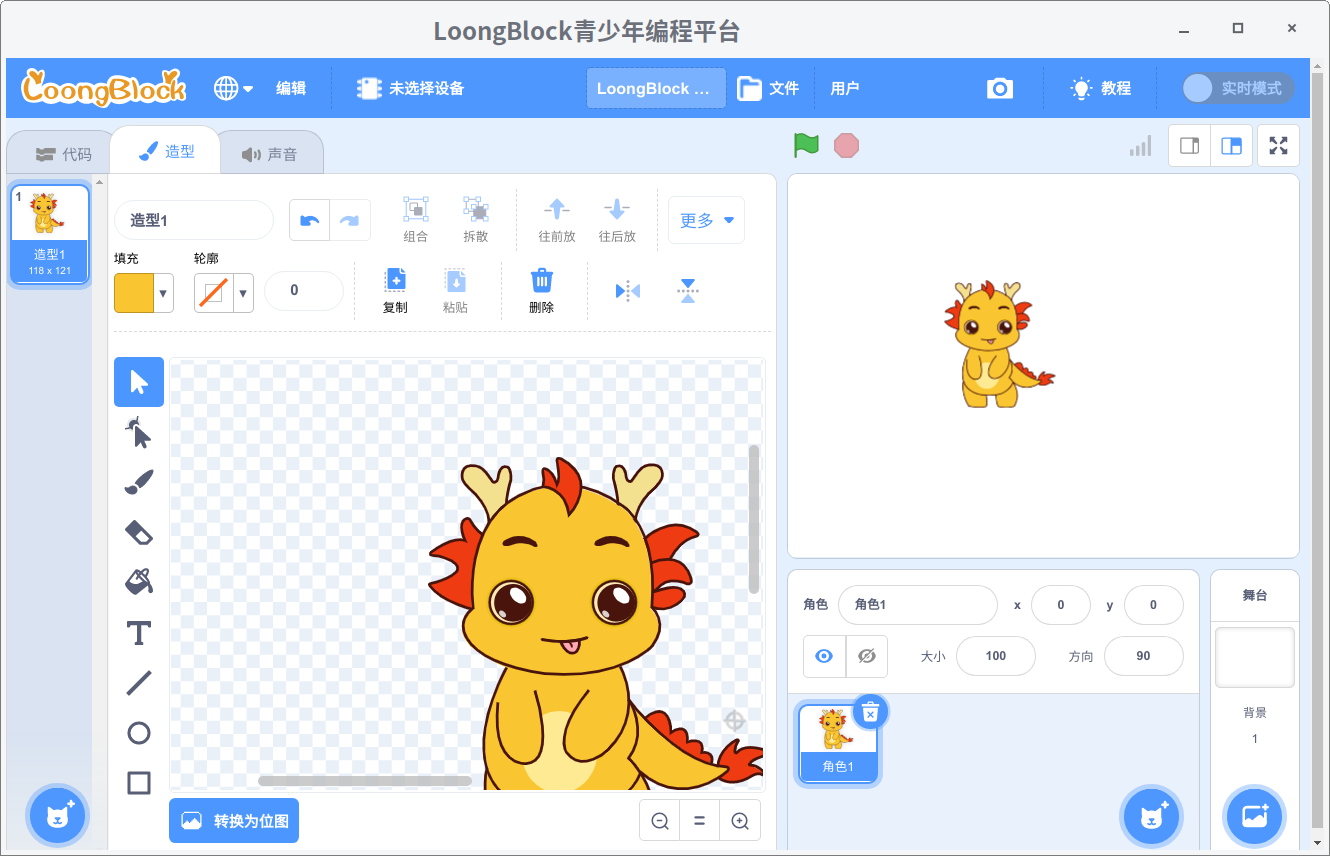 LoongBlock青少年编程平台
LoongBlock
编辑
未选择设备
LoongBlock ...
文件
用户
教程
实时模式
代码
造型
声音
1
造型1
118 x 121
造型1
组合
拆散
往前放
往后放
更多
填充
轮廓
0
复制
粘贴
删除
转换为位图
角色
角色1
x
0
y
0
大小
100
方向
90
角色1
舞台
背景
1